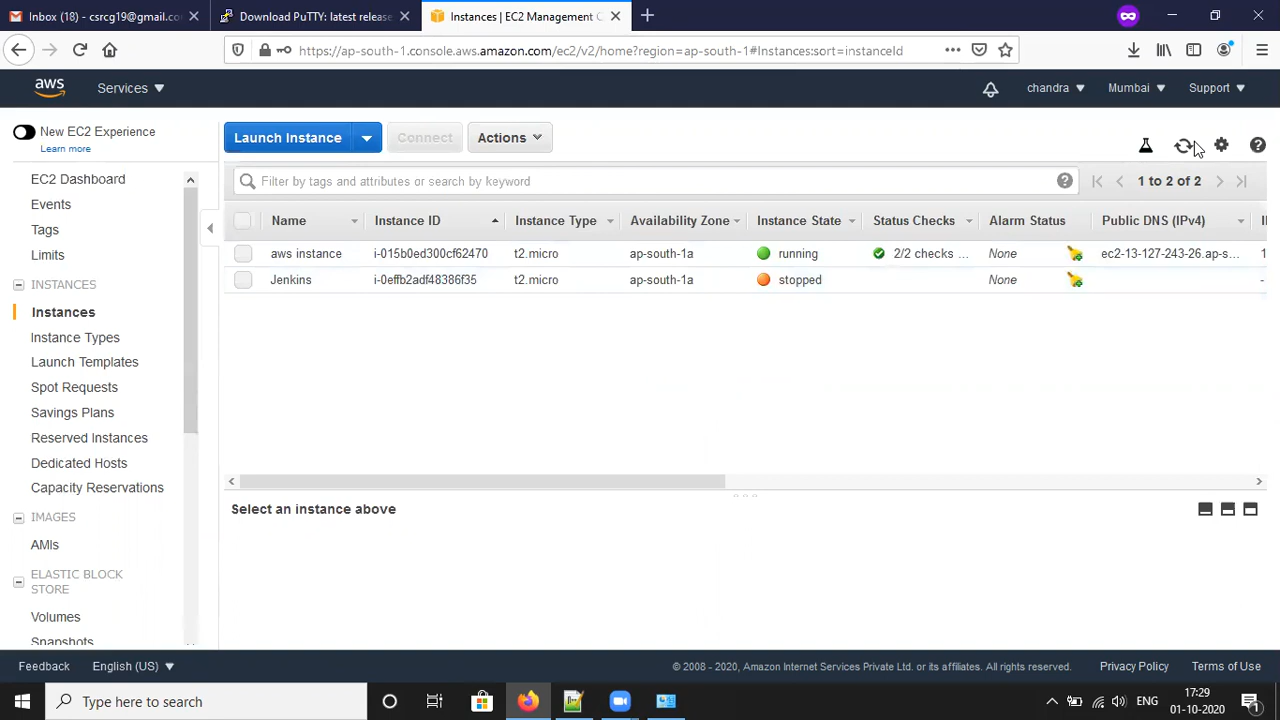 Inbox (18) - csrcg19@gmail.co
Download PuTTY: latest release
Instances | EC2 Management C
https://ap-south-1.console.aws.amazon.com/ec2/v2/home?region=ap-south-1#Instances:sort=instanceId
aws
Services
chandra
Mumbai
Support
New EC2 Experience
Learn more
EC2 Dashboard
Events
Tags
Limits
INSTANCES
Instances
Instance Types
Launch Templates
Spot Requests
Savings Plans
Reserved Instances
Dedicated Hosts
Capacity Reservations
IMAGES
AMIs
ELASTIC BLOCK
STORE
Volumes
Snapshots
Launch Instance
Connect
Actions
Filter by tags and attributes or search by keyword
1 to 2 of 2
Name Instance ID Instance Type Availability Zone Instance State Status Checks Alarm Status Public DNS (IPv4)
aws instance i-015b0ed300cf62470 t2.micro ap-south-1a running 2/2 checks ... None ec2-13-127-243-26.ap-s...
Jenkins i-0effb2adf48386f35 t2.micro ap-south-1a stopped None -
Select an instance above
Feedback
English (US)
© 2008 - 2020, Amazon Internet Services Private Ltd. or its affiliates. All rights reserved.
Privacy Policy
Terms of Use
Type here to search
ENG
17:29
01-10-2020
1